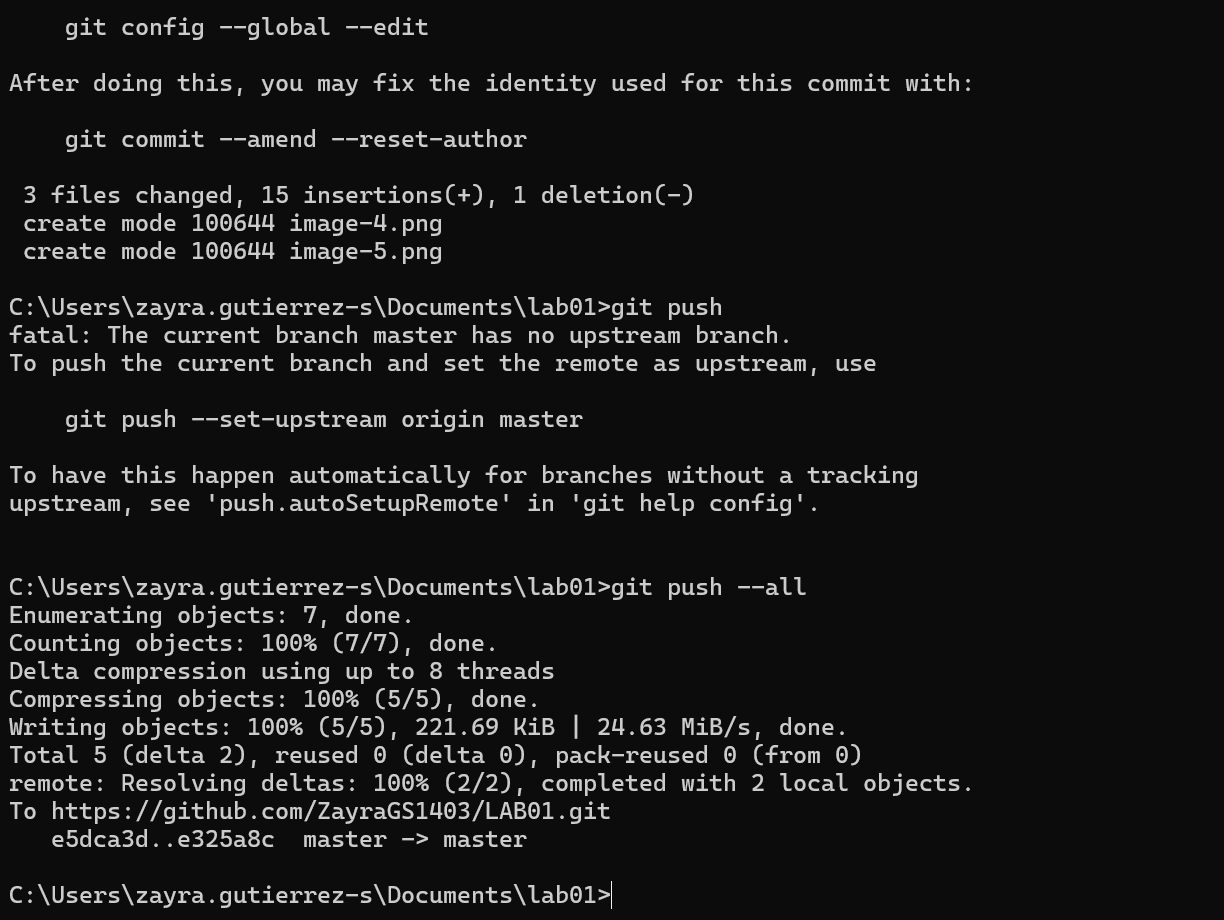 git config --global --edit
After doing this, you may fix the identity used for this commit with:
git commit --amend --reset-author
3 files changed, 15 insertions(+), 1 deletion(-)
create mode 100644 image-4.png
create mode 100644 image-5.png
C:\Users\zayra.gutierrez-s\Documents\lab01>git push
fatal: The current branch master has no upstream branch.
To push the current branch and set the remote as upstream, use
git push --set-upstream origin master
To have this happen automatically for branches without a tracking
upstream, see 'push.autoSetupRemote' in 'git help config'.
C:\Users\zayra.gutierrez-s\Documents\lab01>git push --all
Enumerating objects: 7, done.
Counting objects: 100% (7/7), done.
Delta compression using up to 8 threads
Compressing objects: 100% (5/5), done.
Writing objects: 100% (5/5), 221.69 KiB | 24.63 MiB/s, done.
Total 5 (delta 2), reused 0 (delta 0), pack-reused 0 (from 0)
remote: Resolving deltas: 100% (2/2), completed with 2 local objects.
To https://github.com/ZayraGS1403/LAB01.git
e5dca3d..e325a8c  master -> master
C:\Users\zayra.gutierrez-s\Documents\lab01>